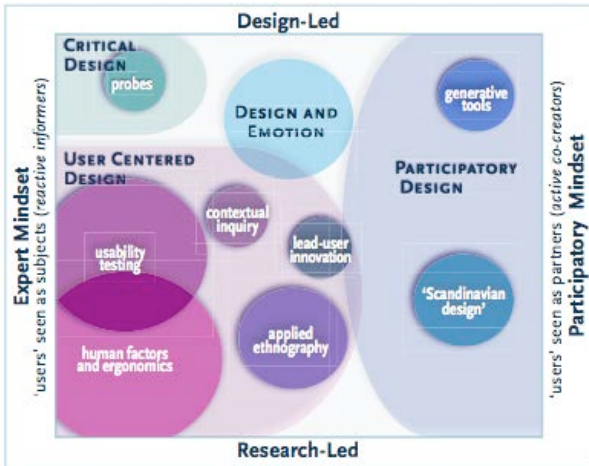 Design-Led
CRITICAL
DESIGN
probes
DESIGN AND
EMOTION
generative
tools
USER CENTERED
DESIGN
PARTICIPATORY
DESIGN
contextual
inquiry
lead-user
innovation
usability
testing
'Scandinavian
design'
applied
ethnography
human factors
and ergonomics
Expert Mindset
'users' seen as subjects (reactive informers)
'users' seen as partners (active co-creators)
Participatory Mindset
Research-Led